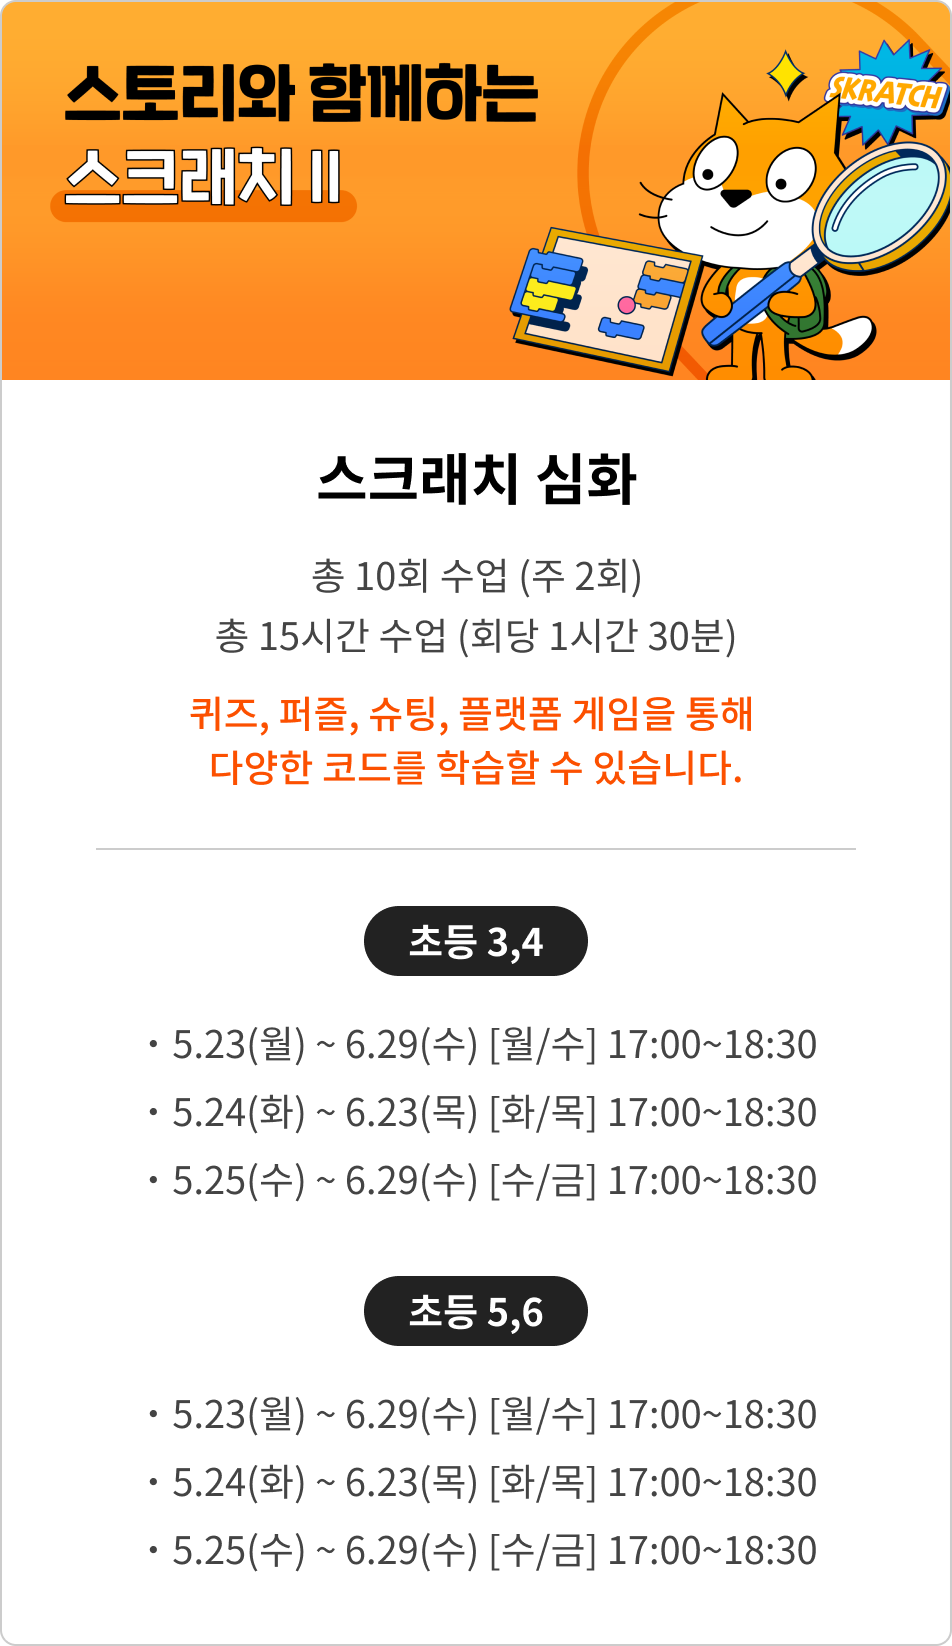 스토리와 함께하는
스크래치 II
SKRATCH
스크래치 심화
총 10회 수업 (주 2회)
총 15시간 수업 (회당 1시간 30분)
퀴즈, 퍼즐, 슈팅, 플랫폼 게임을 통해
다양한 코드를 학습할 수 있습니다.
초등 3,4
· 5.23(월) ~ 6.29(수) [월/수] 17:00~18:30
· 5.24(화) ~ 6.23(목) [화/목] 17:00~18:30
· 5.25(수) ~ 6.29(수) [수/금] 17:00~18:30
초등 5,6
· 5.23(월) ~ 6.29(수) [월/수] 17:00~18:30
· 5.24(화) ~ 6.23(목) [화/목] 17:00~18:30
· 5.25(수) ~ 6.29(수) [수/금] 17:00~18:30